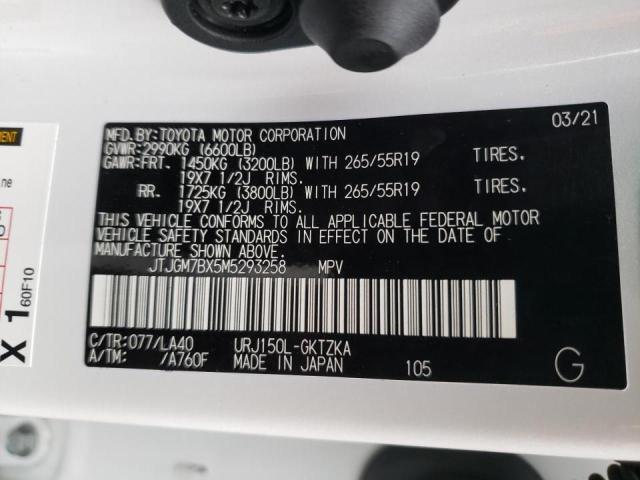 MFD.BY:TOYOTA MOTOR CORPORATION 03/21
GVWR:2990KG (6600LB)
GAWR:FRT. 1450KG (3200LB) WITH 265/55R19 TIRES.
19X7 1/2J RIMS.
RR. 1725KG (3800LB) WITH 265/55R19 TIRES.
19X7 1/2J RIMS.
THIS VEHICLE CONFORMS TO ALL APPLICABLE FEDERAL MOTOR
VEHICLE SAFETY STANDARDS IN EFFECT ON THE DATE OF
MANUFACTURE SHOWN ABOVE.
JTJGM7BX5M5293258 MPV
C/TR:077/LA40 URJ150L-GKTZKA
A/TM: /A760F MADE IN JAPAN 105 G
ne
X 1
60F10